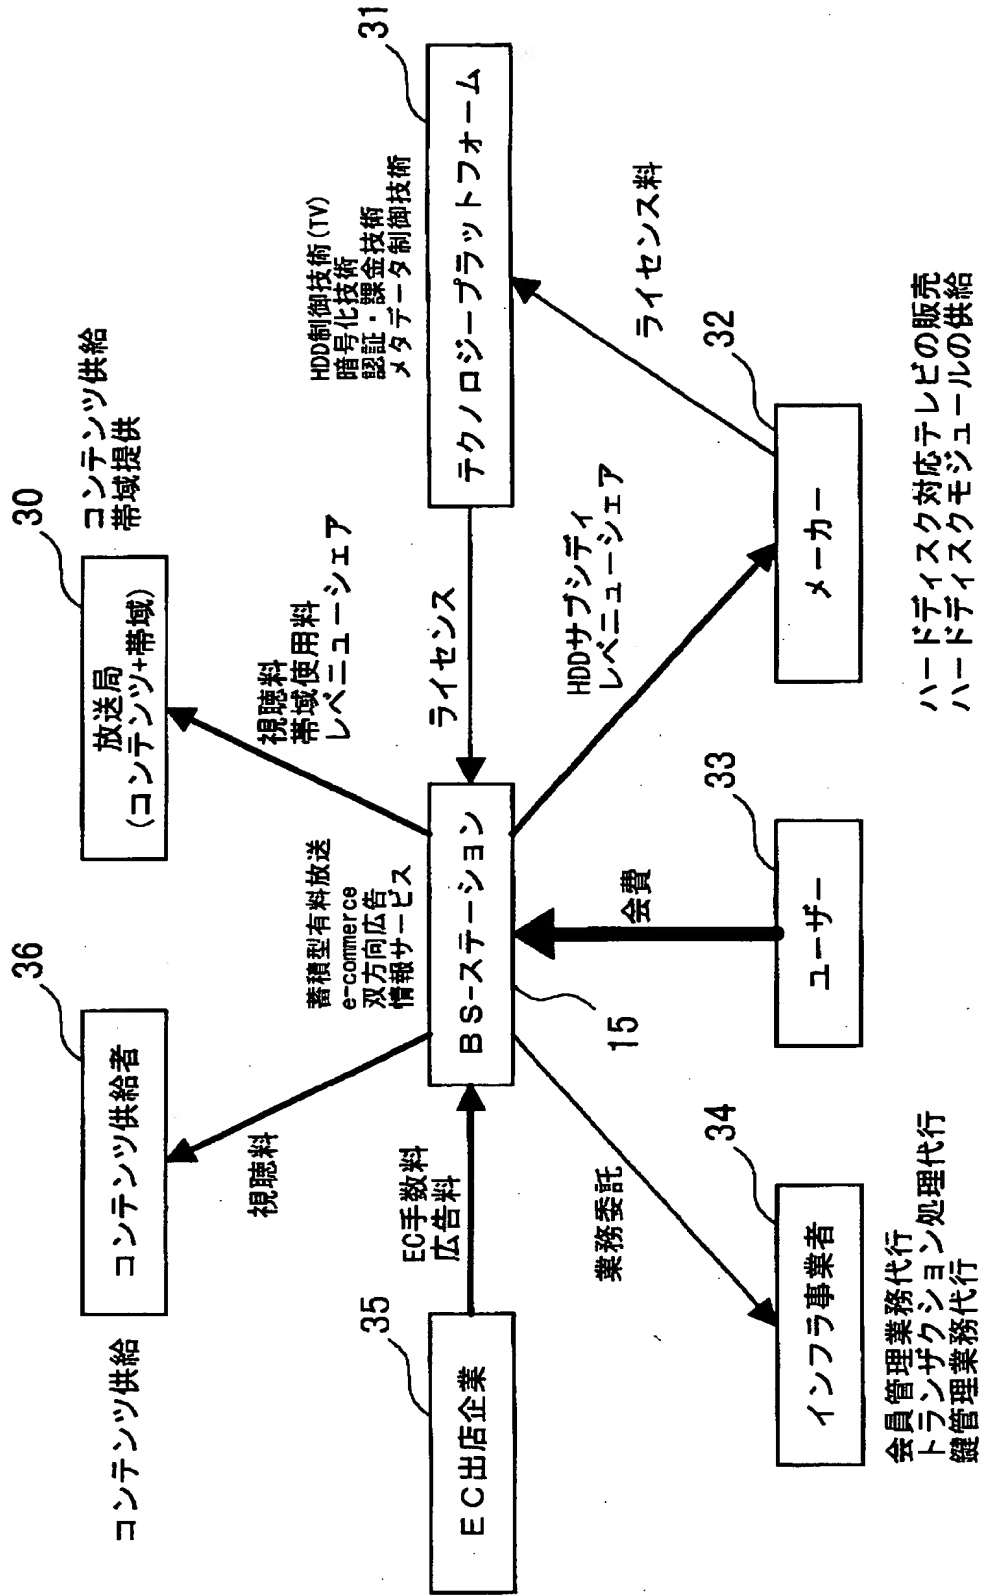 コンテンツ供給
コンテンツ供給者
36
放送局
(コンテンツ+帯域)
30
コンテンツ供給
帯域提供
視聴料
視聴料
帯域使用料
レベニューシェア
EC出店企業
35
EC手数料
広告料
蓄積型有料放送
e-commerce
双方向広告
情報サービス
BS-ステーション
15
ライセンス
HDD制御技術(TV)
暗号化技術
認証・課金技術
メタデータ制御技術
テクノロジープラットフォーム
31
業務委託
会費
HDDサブシディ
レベニューシェア
ライセンス料
インフラ事業者
34
会員管理業務代行
トランザクション処理代行
鍵管理業務代行
ユーザー
33
メーカー
32
ハードディスク対応テレビの販売
ハードディスクモジュールの供給